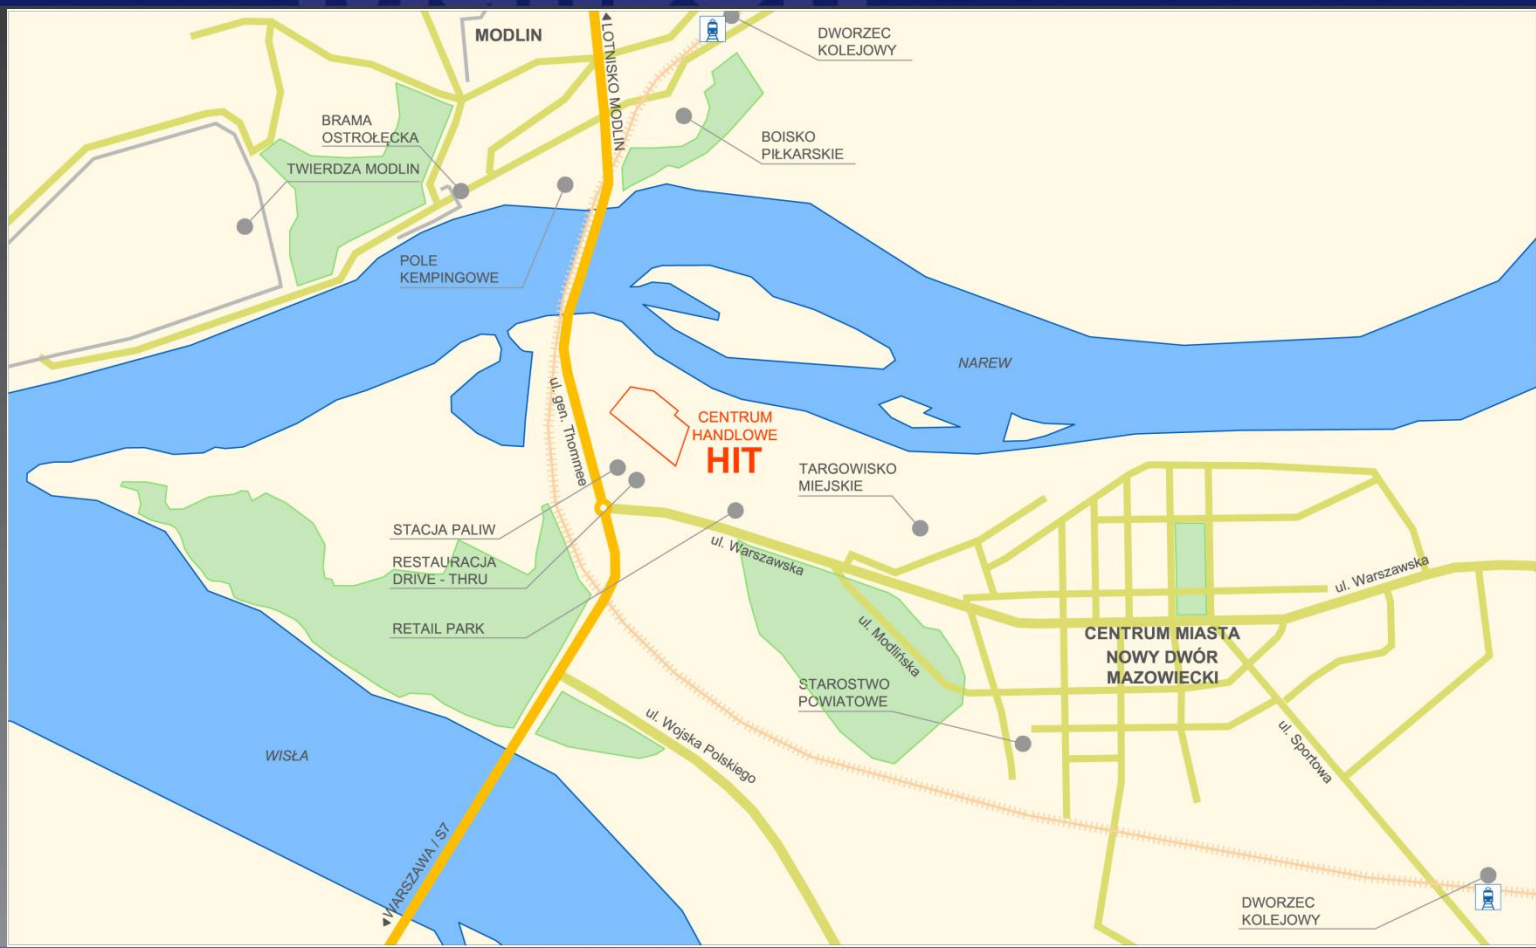 MODLIN
▲LOTNISKO MODLIN
DWORZEC
KOLEJOWY
BRAMA
OSTROŁĘCKA
TWIERDZA MODLIN
BOISKO
PIŁKARSKIE
POLE
KEMPINGOWE
NAREW
ul. gen. Thommee
CENTRUM
HANDLOWE
HIT
TARGOWISKO
MIEJSKIE
STACJA PALIW
RESTAURACJA
DRIVE - THRU
RETAIL PARK
ul. Warszawska
ul. Warszawska
ul. Modlińska
CENTRUM MIASTA
NOWY DWÓR
MAZOWIECKI
STAROSTWO
POWIATOWE
ul. Wojska Polskiego
ul. Sportowa
WISŁA
◄WARSZAWA / S7
DWORZEC
KOLEJOWY